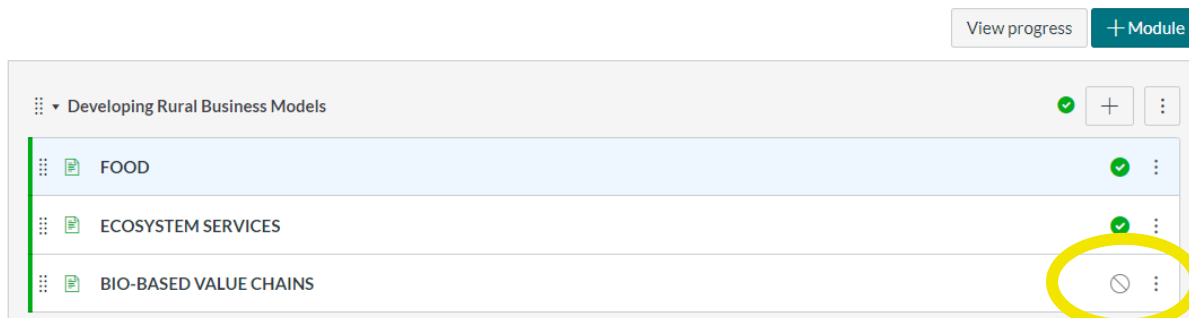 View progress
+ Module
Developing Rural Business Models
FOOD
ECOSYSTEM SERVICES
BIO-BASED VALUE CHAINS